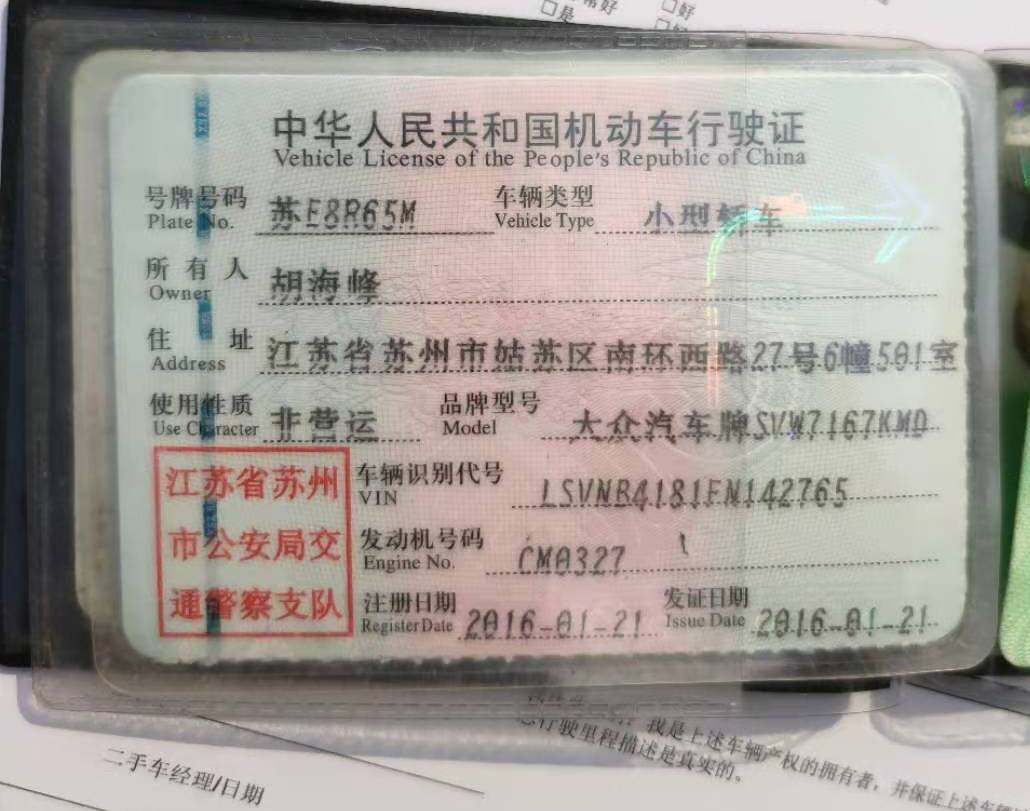 常好
□是
□好
中华人民共和国机动车行驶证
Vehicle License of the People's Republic of China
号牌号码 苏E8R65M 车辆类型 小型轿车
Plate No. Vehicle Type
所有人 胡海峰
Owner
住址 江苏省苏州市姑苏区南环西路27号6幢501室
Address
使用性质 非营运 品牌型号 大众汽车牌SVW7167KMD
Use Character Model
江苏省苏州
市公安局交
通警察支队
车辆识别代号 LSVNR4181FN142765
VIN
发动机号码 CM0327
Engine No.
注册日期 2016-01-21 发证日期 2016-01-21
Register Date Issue Date
我是上述车辆产权的拥有者，并保证上述车辆
行驶里程描述是真实的。
二手车经理/日期